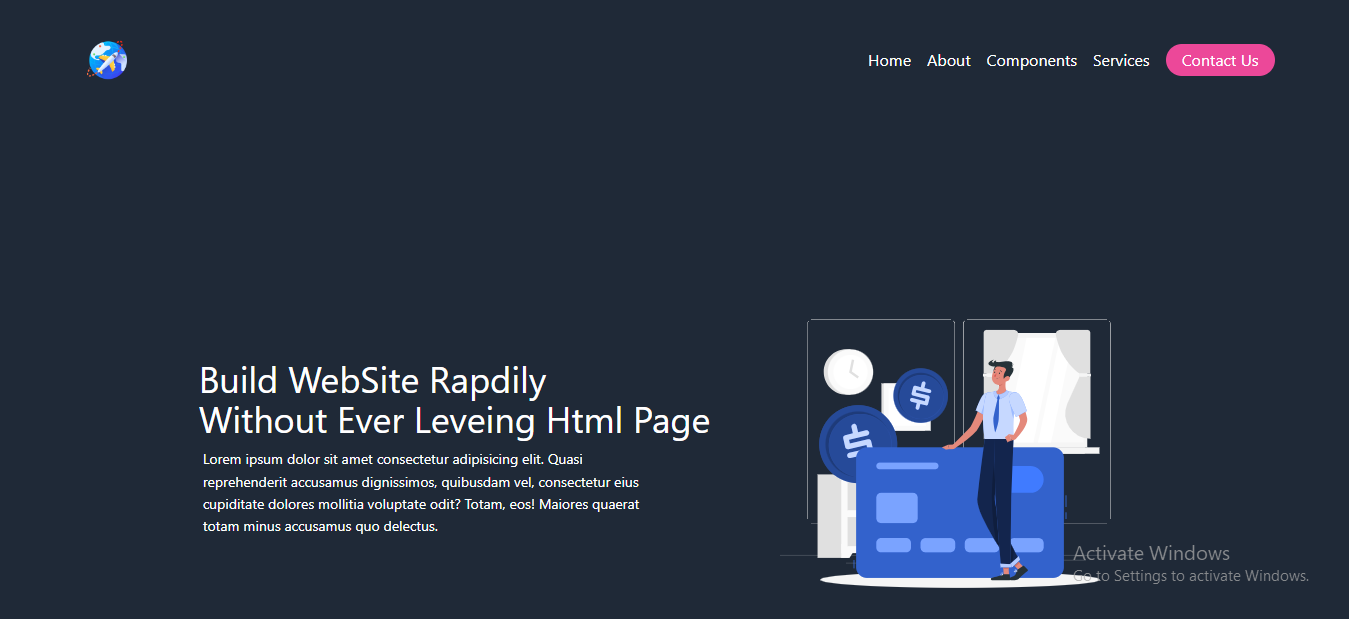 Home About Components Services Contact Us
Build WebSite Rapdily
Without Ever Leveing Html Page
Lorem ipsum dolor sit amet consectetur adipisicing elit. Quasi
reprehenderit accusamus dignissimos, quibusdam vel, consectetur eius
cupiditate dolores mollitia voluptate odit? Totam, eos! Maiores quaerat
totam minus accusamus quo delectus.
$
$
Activate Windows
Go to Settings to activate Windows.